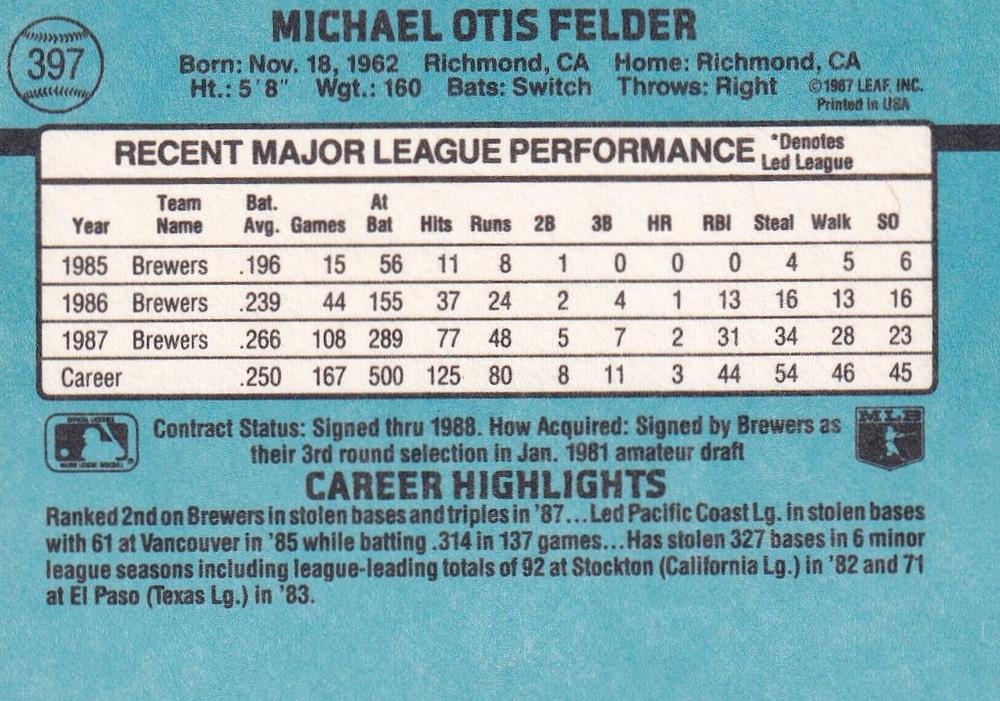 MICHAEL OTIS FELDER
397
Born: Nov. 18, 1962 Richmond, CA Home: Richmond, CA
Ht.: 5'8" Wgt.: 160 Bats: Switch Throws: Right ©1987 LEAF, INC.
Printed in USA
RECENT MAJOR LEAGUE PERFORMANCE *Denotes
Led League
Year Team Name Bat. Avg. Games At Bat Hits Runs 2B 3B HR RBI Steal Walk SO
1985 Brewers .196 15 56 11 8 1 0 0 0 4 5 6
1986 Brewers .239 44 155 37 24 2 4 1 13 16 13 16
1987 Brewers .266 108 289 77 48 5 7 2 31 34 28 23
Career .250 167 500 125 80 8 11 3 44 54 46 45
Contract Status: Signed thru 1988. How Acquired: Signed by Brewers as
their 3rd round selection in Jan. 1981 amateur draft
MLB
CAREER HIGHLIGHTS
Ranked 2nd on Brewers in stolen bases and triples in '87...Led Pacific Coast Lg. in stolen bases
with 61 at Vancouver in '85 while batting .314 in 137 games...Has stolen 327 bases in 6 minor
league seasons including league-leading totals of 92 at Stockton (California Lg.) in '82 and 71
at El Paso (Texas Lg.) in '83.